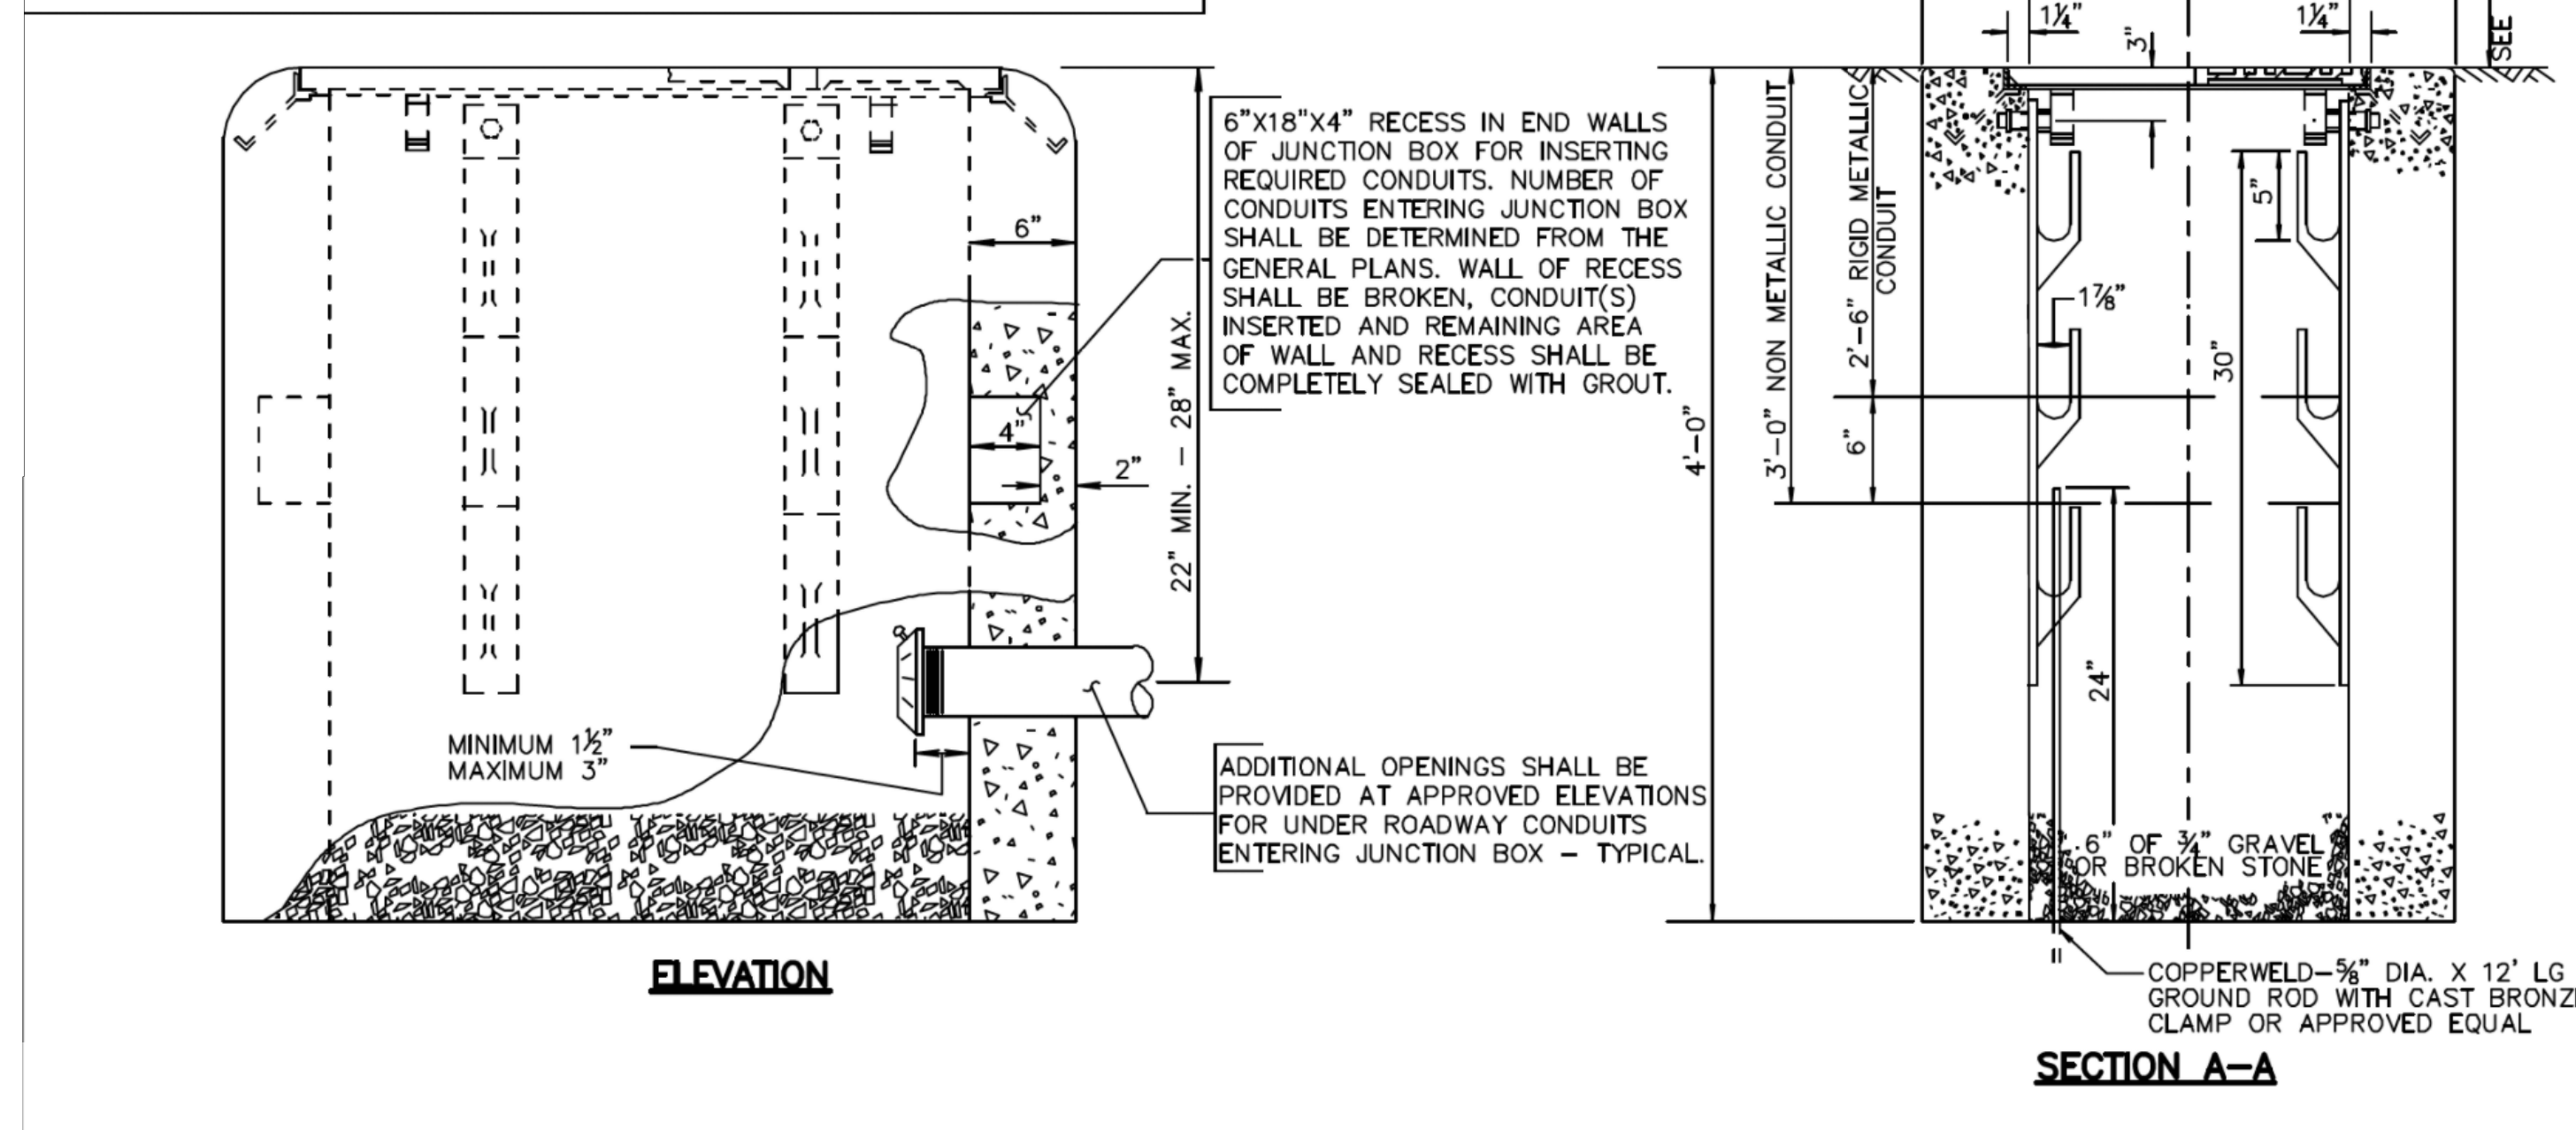 6"X18"X4" RECESS IN END WALLS
OF JUNCTION BOX FOR INSERTING
REQUIRED CONDUITS. NUMBER OF
CONDUITS ENTERING JUNCTION BOX
SHALL BE DETERMINED FROM THE
GENERAL PLANS. WALL OF RECESS
SHALL BE BROKEN, CONDUIT(S)
INSERTED AND REMAINING AREA
OF WALL AND RECESS SHALL BE
COMPLETELY SEALED WITH GROUT.
6"
4"
2"
22" MIN. – 28" MAX.
MINIMUM 1½"
MAXIMUM 3"
ADDITIONAL OPENINGS SHALL BE
PROVIDED AT APPROVED ELEVATIONS
FOR UNDER ROADWAY CONDUITS
ENTERING JUNCTION BOX – TYPICAL.
ELEVATION
1¼"
3"
1¼"
SEE
4'–0"
3'–0" NON METALLIC CONDUIT
2'–6" RIGID METALLIC
CONDUIT
6"
1⅞"
5"
30"
24"
6" OF ¾" GRAVEL
OR BROKEN STONE
COPPERWELD–⅝" DIA. X 12' LG
GROUND ROD WITH CAST
CLAMP OR APPROVED EQUAL
SECTION A–A